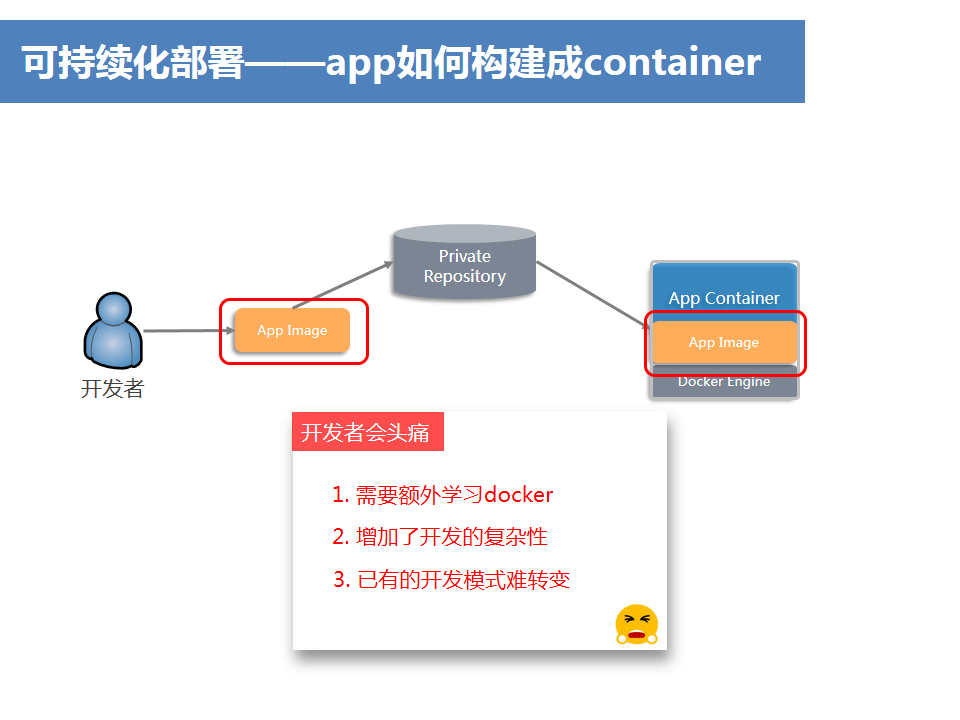 可持续化部署——app如何构建成container
Private
Repository
App Container
App Image
App Image
Docker Engine
开发者
开发者会头痛
1. 需要额外学习docker
2. 增加了开发的复杂性
3. 已有的开发模式难转变